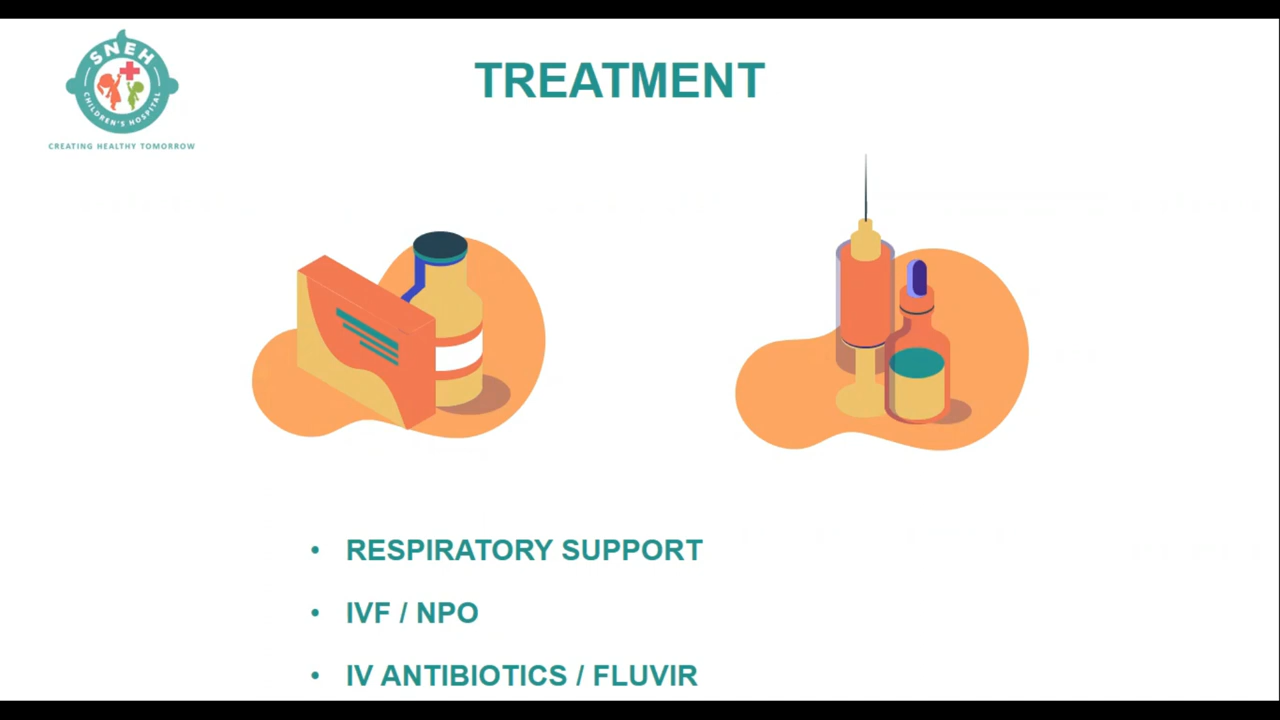 SNEH
CHILDREN'S HOSPITAL
CREATING HEALTHY TOMORROW
TREATMENT
• RESPIRATORY SUPPORT
• IVF / NPO
• IV ANTIBIOTICS / FLUVIR